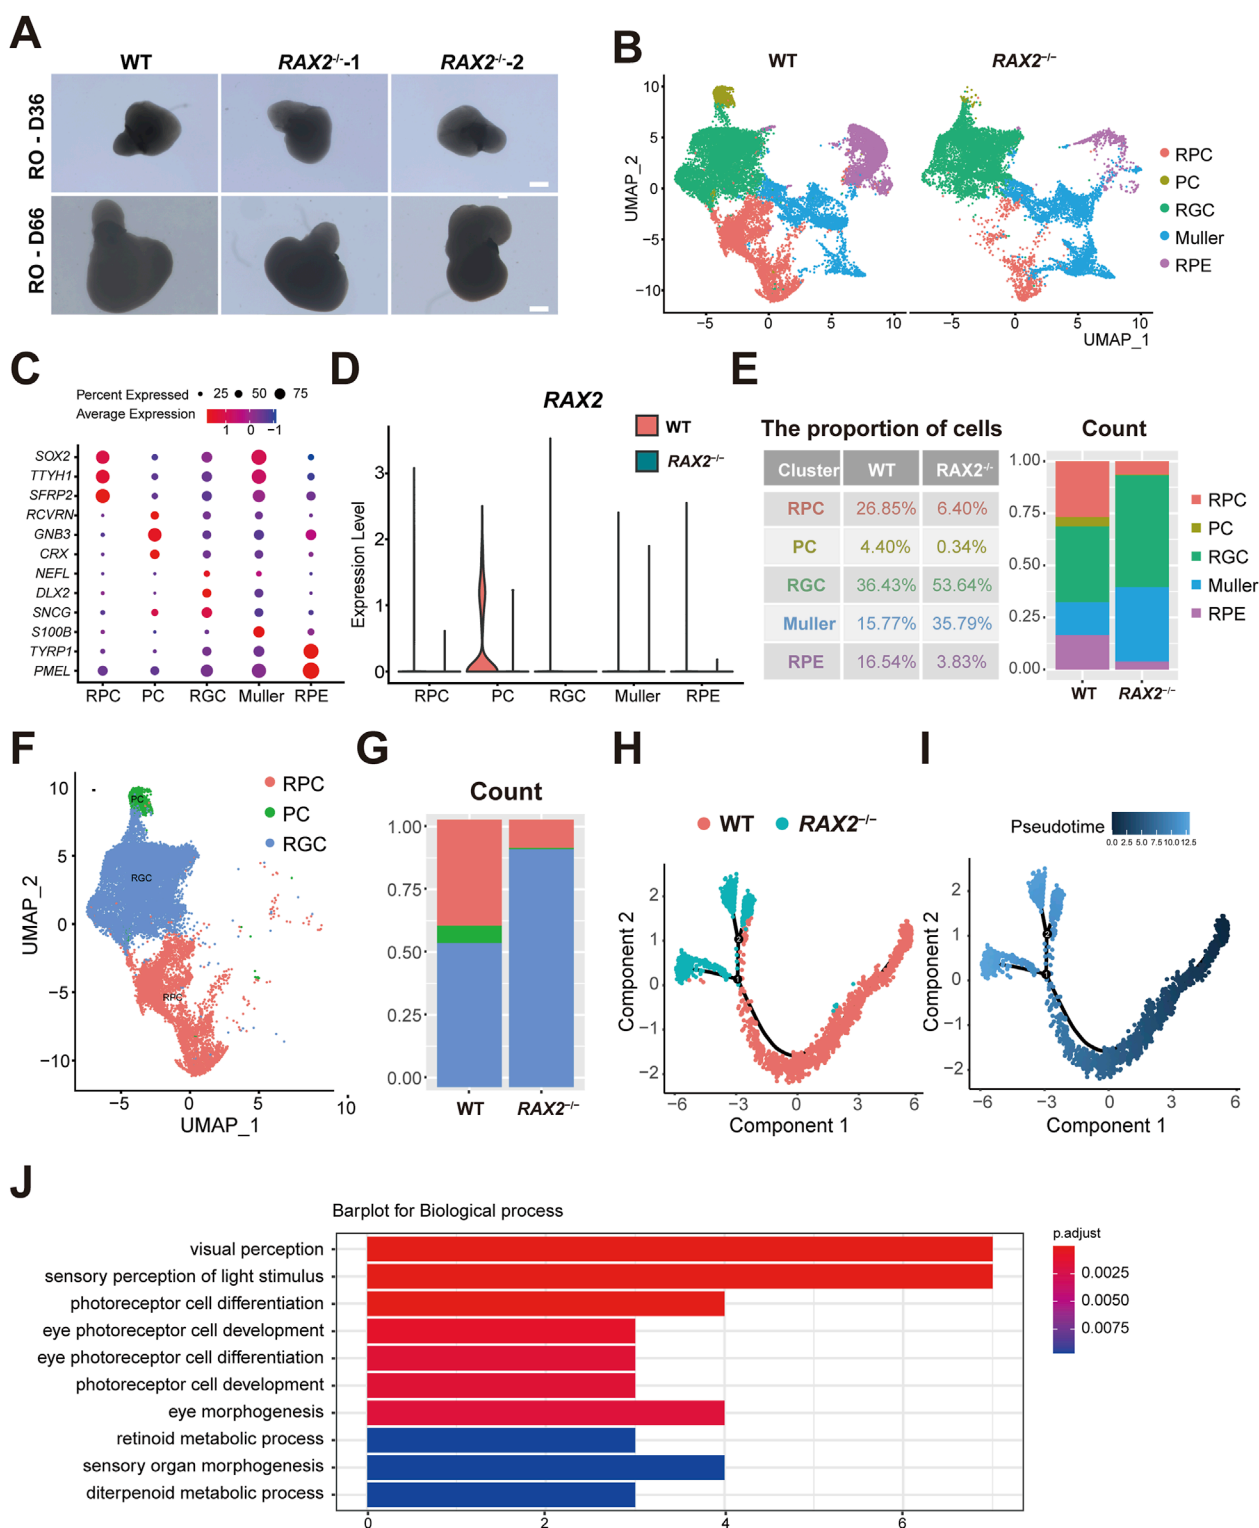 A
WT
RAX2-/--1
RAX2-/--2
RO - D36
RO - D66
B
WT
RAX2-/-
UMAP_2
10
5
0
−5
−10
−5
0
5
10
−5
0
5
10
UMAP_1
RPC
PC
RGC
Muller
RPE
C
Percent Expressed
25
50
75
Average Expression
1
0
−1
SOX2
TTYH1
SFRP2
RCVRN
GNB3
CRX
NEFL
DLX2
SNCG
S100B
TYRP1
PMEL
RPC
PC
RGC
Muller
RPE
D
RAX2
WT
RAX2−/−
Expression Level
3
2
1
0
RPC
PC
RGC
Muller
RPE
E
The proportion of cells
Cluster WT RAX2-/-
RPC 26.85% 6.40%
PC 4.40% 0.34%
RGC 36.43% 53.64%
Muller 15.77% 35.79%
RPE 16.54% 3.83%
Count
1.00
0.75
0.50
0.25
0.00
WT
RAX2−/−
RPC
PC
RGC
Muller
RPE
F
UMAP_2
10
5
0
−5
−10
PC
RGC
RPC
RPC
PC
RGC
−5
0
5
10
UMAP_1
G
Count
1.00
0.75
0.50
0.25
0.00
WT
RAX2−/−
H
WT
RAX2−/−
Component 2
2
1
0
−1
−2
2
1
−6
−3
0
3
6
Component 1
I
Pseudotime
0.0 2.5 5.0 7.5 10.0 12.5
Component 2
2
1
0
−1
−2
2
1
−6
−3
0
3
6
Component 1
J
Barplot for Biological process
visual perception
sensory perception of light stimulus
photoreceptor cell differentiation
eye photoreceptor cell development
eye photoreceptor cell differentiation
photoreceptor cell development
eye morphogenesis
retinoid metabolic process
sensory organ morphogenesis
diterpenoid metabolic process
0
2
4
6
p.adjust
0.0025
0.0050
0.0075